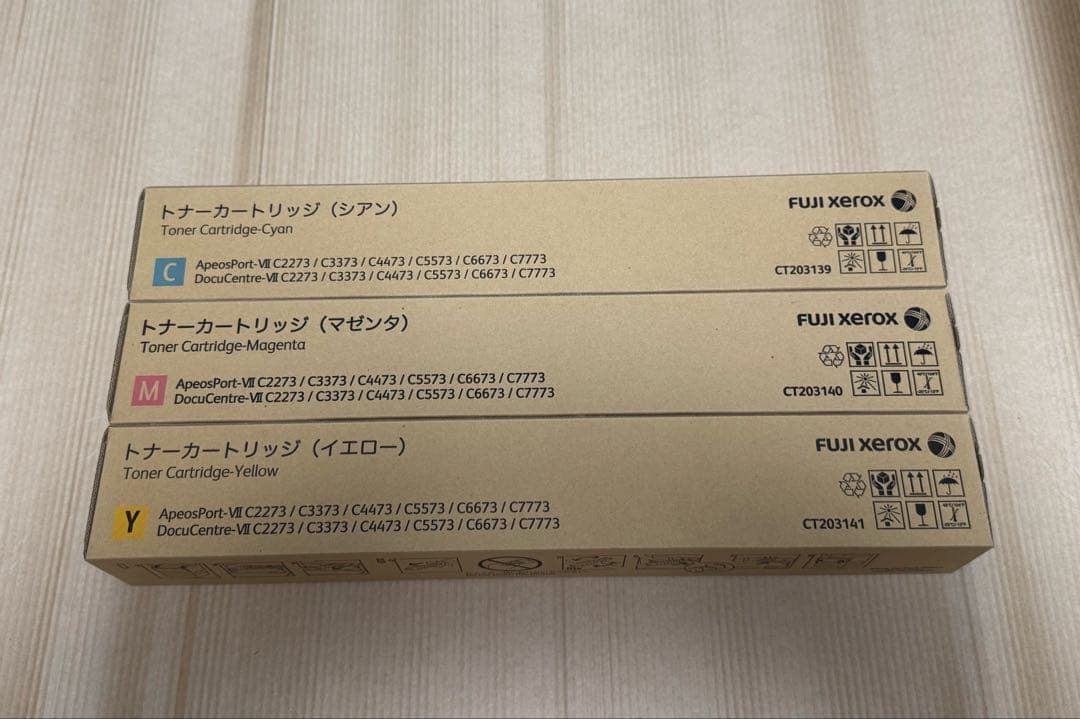 トナーカートリッジ（シアン）
Toner Cartridge-Cyan
FUJI xerox
C
ApeosPort-Ⅶ C2273 / C3373 / C4473 / C5573 / C6673 / C7773
DocuCentre-Ⅶ C2273 / C3373 / C4473 / C5573 / C6673 / C7773
CT203139
トナーカートリッジ（マゼンタ）
Toner Cartridge-Magenta
FUJI xerox
M
ApeosPort-Ⅶ C2273 / C3373 / C4473 / C5573 / C6673 / C7773
DocuCentre-Ⅶ C2273 / C3373 / C4473 / C5573 / C6673 / C7773
CT203140
トナーカートリッジ（イエロー）
Toner Cartridge-Yellow
FUJI xerox
Y
ApeosPort-Ⅶ C2273 / C3373 / C4473 / C5573 / C6673 / C7773
DocuCentre-Ⅶ C2273 / C3373 / C4473 / C5573 / C6673 / C7773
CT203141